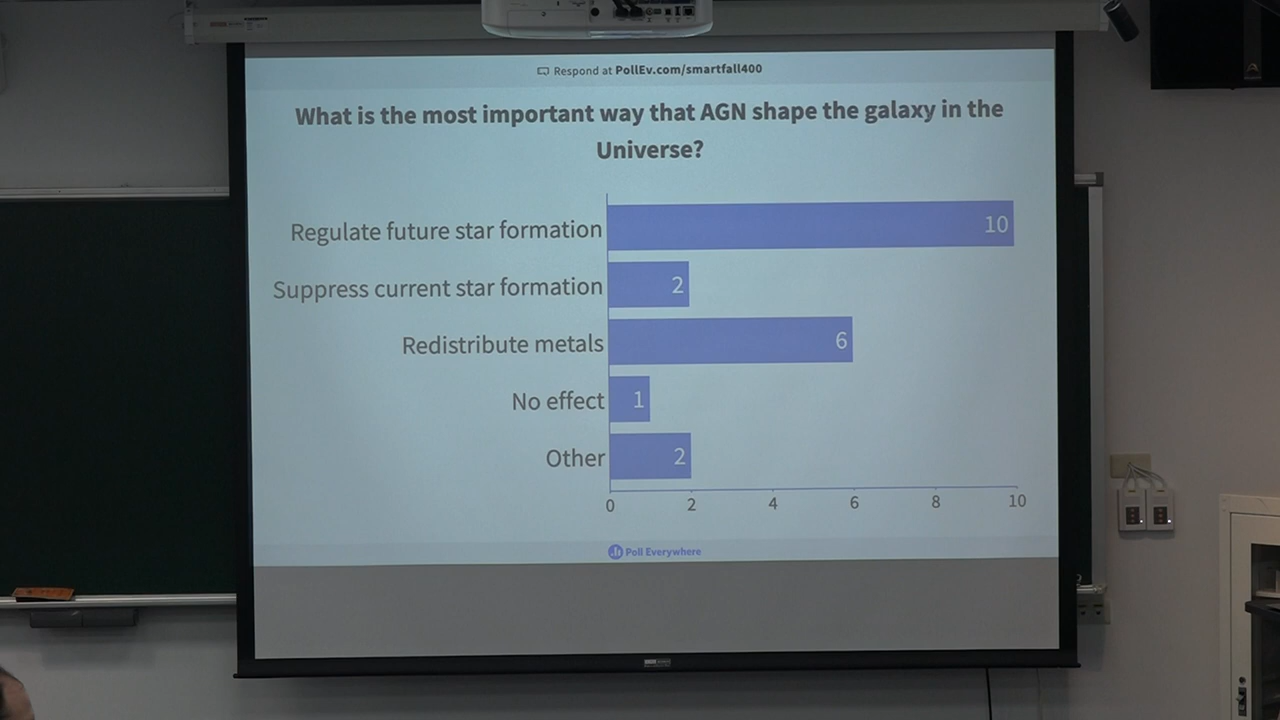 Respond at PollEv.com/smartfall400
What is the most important way that AGN shape the galaxy in the
Universe?
Regulate future star formation 10
Suppress current star formation 2
Redistribute metals 6
No effect 1
Other 2
0 2 4 6 8 10
Poll Everywhere